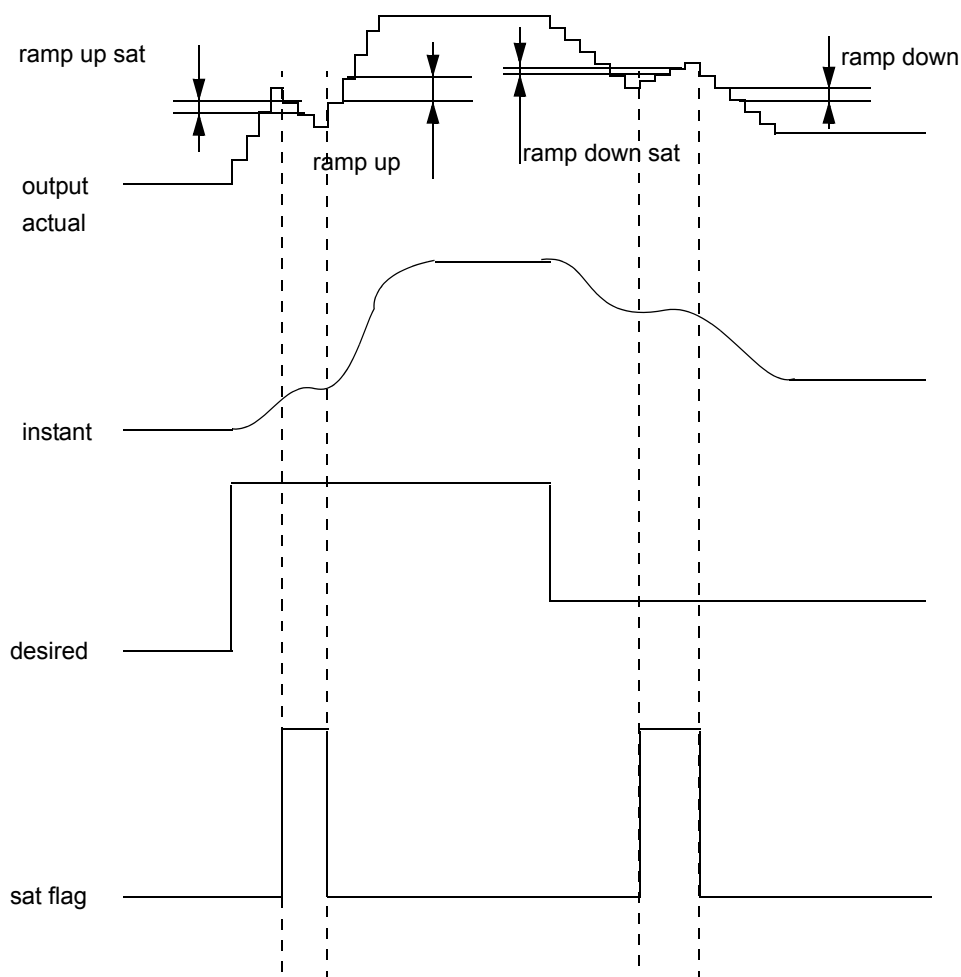 ramp up sat
ramp down
ramp up
ramp down sat
output
actual
instant
desired
sat flag